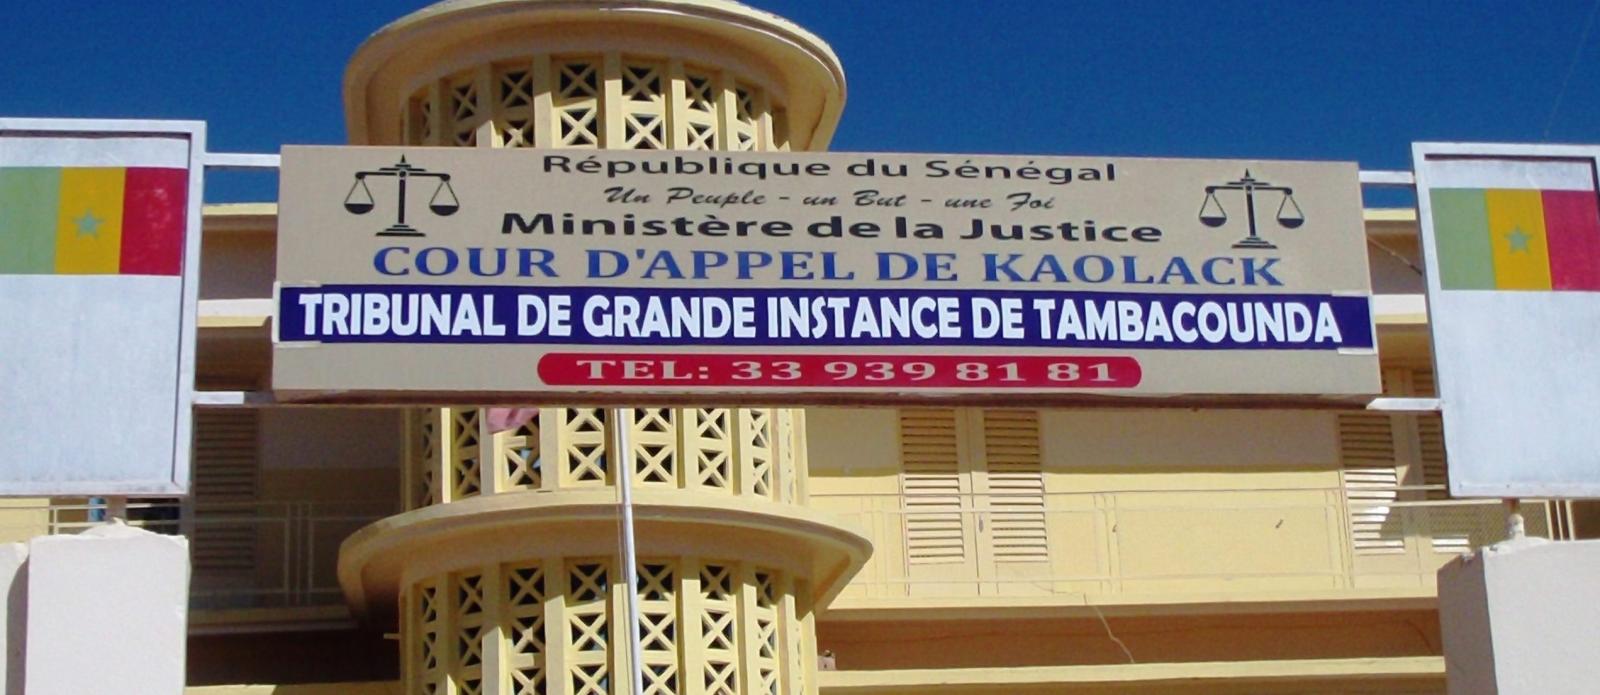 République du Sénégal
Un Peuple - un But - une Foi
Ministère de la Justice
COUR D'APPEL DE KAOLACK
TRIBUNAL DE GRANDE INSTANCE DE TAMBACOUNDA
TEL: 33 939 81 81